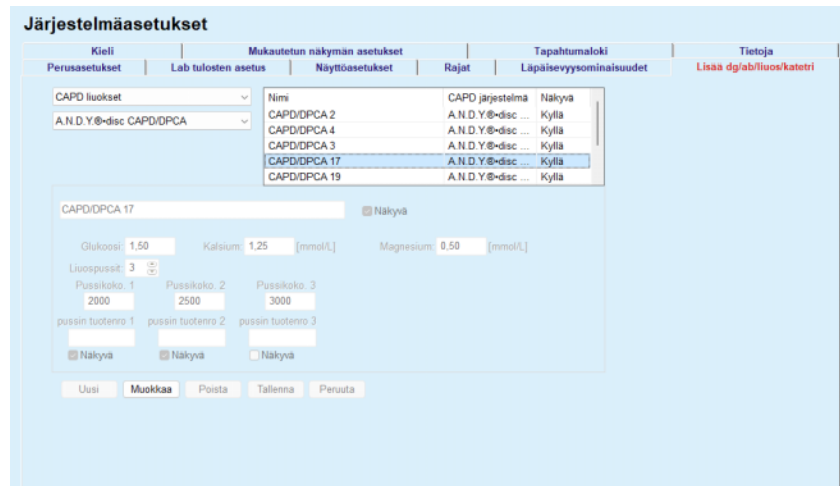 Järjestelmäasetukset
Kieli Mukautetun näkymän asetukset Tapahtumaloki Tietoja
Perusasetukset Lab tulosten asetus Näyttöasetukset Rajat Läpäisevyysominaisuudet Lisää dg/ab/liuos/katetri
CAPD liuokset
A.N.D.Y.®•disc CAPD/DPCA
Nimi CAPD järjestelmä Näkyvä
CAPD/DPCA 2 A.N.D.Y.®•disc ... Kyllä
CAPD/DPCA 4 A.N.D.Y.®•disc ... Kyllä
CAPD/DPCA 3 A.N.D.Y.®•disc ... Kyllä
CAPD/DPCA 17 A.N.D.Y.®•disc ... Kyllä
CAPD/DPCA 19 A.N.D.Y.®•disc ... Kyllä
CAPD/DPCA 17 Näkyvä
Glukoosi: 1,50 Kalsium: 1,25 [mmol/L] Magnesium: 0,50 [mmol/L]
Liuospussit: 3
Pussikoko. 1 Pussikoko. 2 Pussikoko. 3
2000 2500 3000
pussin tuotenro 1 pussin tuotenro 2 pussin tuotenro 3
Näkyvä Näkyvä Näkyvä
Uusi Muokkaa Poista Tallenna Peruuta